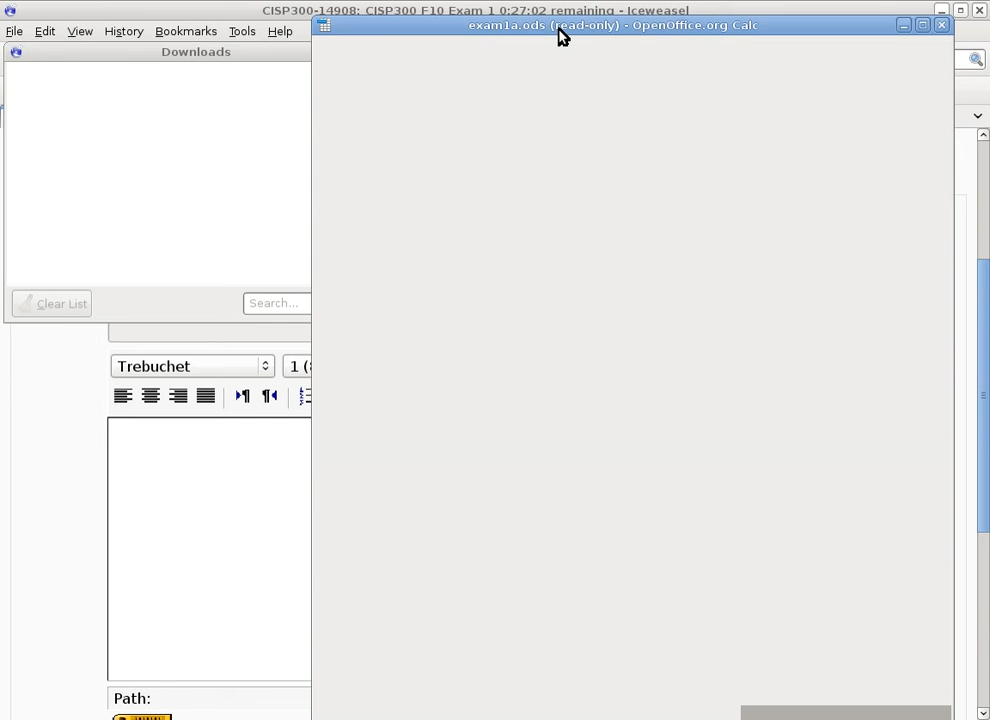 CISP300-14908: CISP300 F10 Exam 1 0:27:02 remaining - Iceweasel
exam1a.ods (read-only) - OpenOffice.org Calc
File Edit View History Bookmarks Tools Help
Downloads
Clear List
Search...
Trebuchet
1 (
Path: